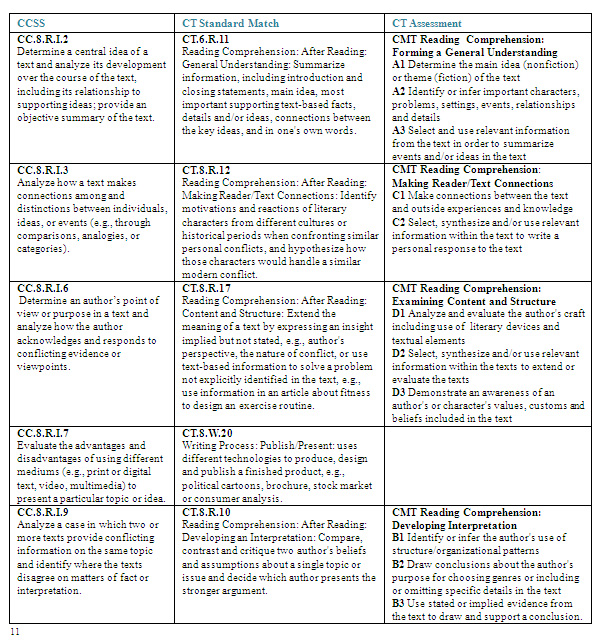 CCSS
CT Standard Match
CT Assessment
CC.8.R.I.2
Determine a central idea of a
text and analyze its development
over the course of the text,
including its relationship to
supporting ideas; provide an
objective summary of the text.
CT.6.R.11
Reading Comprehension: After Reading:
General Understanding: Summarize
information, including introduction and
closing statements, main idea, most
important supporting text-based facts,
details and/or ideas, connections between
the key ideas, and in one's own words.
CMT Reading Comprehension:
Forming a General Understanding
A1 Determine the main idea (nonfiction)
or theme (fiction) of the text
A2 Identify or infer important characters,
problems, settings, events, relationships
and details
A3 Select and use relevant information
from the text in order to summarize
events and/or ideas in the text
CC.8.R.I.3
Analyze how a text makes
connections among and
distinctions between individuals,
ideas, or events (e.g., through
comparisons, analogies, or
categories).
CT.8.R.12
Reading Comprehension: After Reading:
Making Reader/Text Connections: Identify
motivations and reactions of literary
characters from different cultures or
historical periods when confronting similar
personal conflicts, and hypothesize how
those characters would handle a similar
modern conflict.
CMT Reading Comprehension:
Making Reader/Text Connections
C1 Make connections between the text
and outside experiences and knowledge
C2 Select, synthesize and/or use relevant
information within the text to write a
personal response to the text
CC.8.R.I.6
Determine an author's point of
view or purpose in a text and
analyze how the author
acknowledges and responds to
conflicting evidence or
viewpoints.
CT.8.R.17
Reading Comprehension: After Reading:
Content and Structure: Extend the
meaning of a text by expressing an insight
implied but not stated, e.g., author's
perspective, the nature of conflict, or use
text-based information to solve a problem
not explicitly identified in the text, e.g.,
use information in an article about fitness
to design an exercise routine.
CMT Reading Comprehension:
Examining Content and Structure
D1 Analyze and evaluate the author's craft
including use of literary devices and
textual elements
D2 Select, synthesize and/or use relevant
information within the texts to extend or
evaluate the texts
D3 Demonstrate an awareness of an
author's or character's values, customs and
beliefs included in the text
CC.8.R.I.7
Evaluate the advantages and
disadvantages of using different
mediums (e.g., print or digital
text, video, multimedia) to
present a particular topic or idea.
CT.8.W.20
Writing Process: Publish/Present: uses
different technologies to produce, design
and publish a finished product, e.g.,
political cartoons, brochure, stock market
or consumer analysis.
CC.8.R.I.9
Analyze a case in which two or
more texts provide conflicting
information on the same topic
and identify where the texts
disagree on matters of fact or
interpretation.
CT.8.R.10
Reading Comprehension: After Reading:
Developing an Interpretation: Compare,
contrast and critique two author's beliefs
and assumptions about a single topic or
issue and decide which author presents the
stronger argument.
CMT Reading Comprehension:
Developing Interpretation
B1 Identify or infer the author's use of
structure/organizational patterns
B2 Draw conclusions about the author's
purpose for choosing genres or including
or omitting specific details in the text
B3 Use stated or implied evidence from
the text to draw and support a conclusion.
11